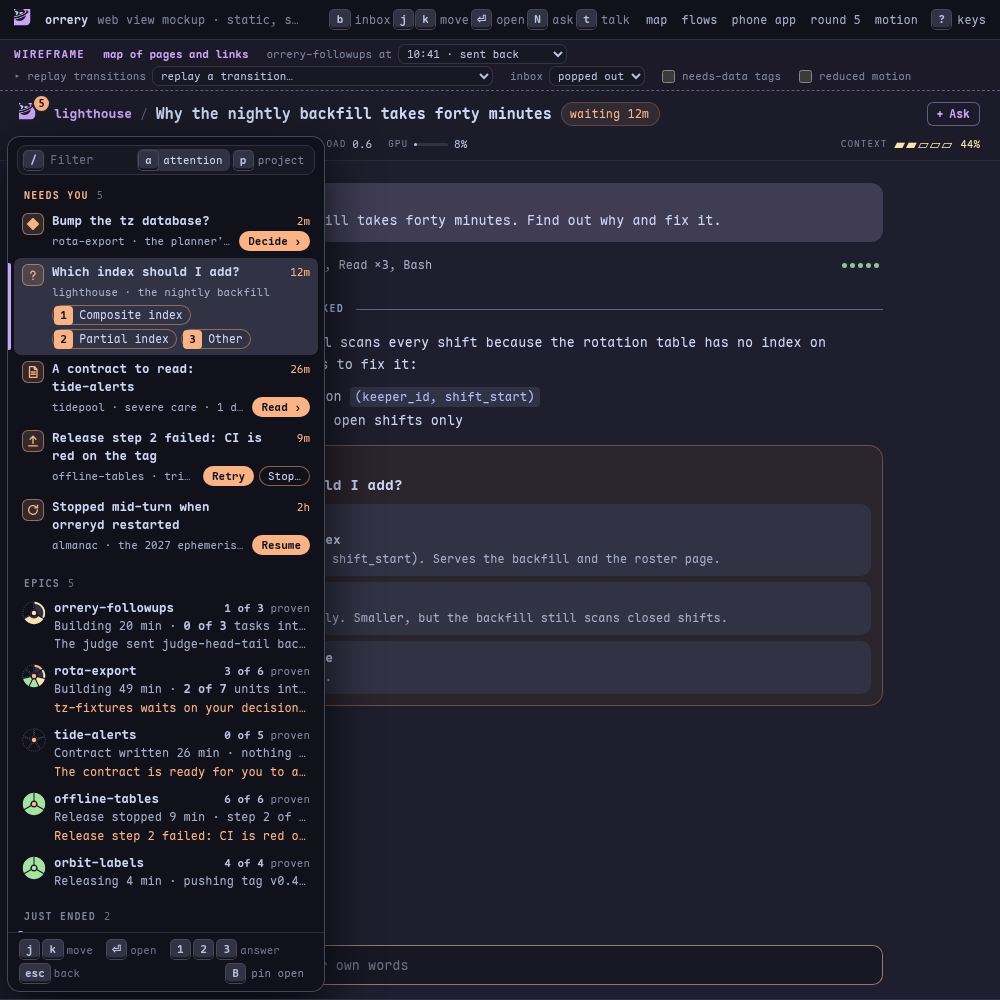 orrery web view mockup · static, s… b inbox j k move ⏎ open N ask t talk map flows phone app round 5 motion ? keys
WIREFRAME map of pages and links orrery-followups at 10:41 · sent back
‣ replay transitions replay a transition… inbox popped out needs-data tags reduced motion
5 lighthouse / Why the nightly backfill takes forty minutes waiting 12m + Ask
OAD 0.6 GPU 8% CONTEXT 44%
/ Filter a attention p project
NEEDS YOU 5
Bump the tz database? 2m
rota-export · the planner’… Decide ›
Which index should I add? 12m
lighthouse · the nightly backfill
1 Composite index
2 Partial index 3 Other
A contract to read: 26m
tide-alerts
tidepool · severe care · 1 d… Read ›
Release step 2 failed: CI is 9m
red on the tag
offline-tables · tri… Retry Stop…
Stopped mid-turn when 2h
orreryd restarted
almanac · the 2027 ephemeris… Resume
EPICS 5
orrery-followups 1 of 3 proven
Building 20 min · 0 of 3 tasks int…
The judge sent judge-head-tail bac…
rota-export 3 of 6 proven
Building 49 min · 2 of 7 units int…
tz-fixtures waits on your decision…
tide-alerts 0 of 5 proven
Contract written 26 min · nothing …
The contract is ready for you to a…
offline-tables 6 of 6 proven
Release stopped 9 min · step 2 of …
Release step 2 failed: CI is red o…
orbit-labels 4 of 4 proven
Releasing 4 min · pushing tag v0.4…
JUST ENDED 2
j k move ⏎ open 1 2 3 answer
esc back B pin open
ill takes forty minutes. Find out why and fix it.
, Read ×3, Bash
KED
l scans every shift because the rotation table has no index on
s to fix it:
on (keeper_id, shift_start)
open shifts only
ld I add?
ex
shift_start). Serves the backfill and the roster page.
ly. Smaller, but the backfill still scans closed shifts.
e
.
own words